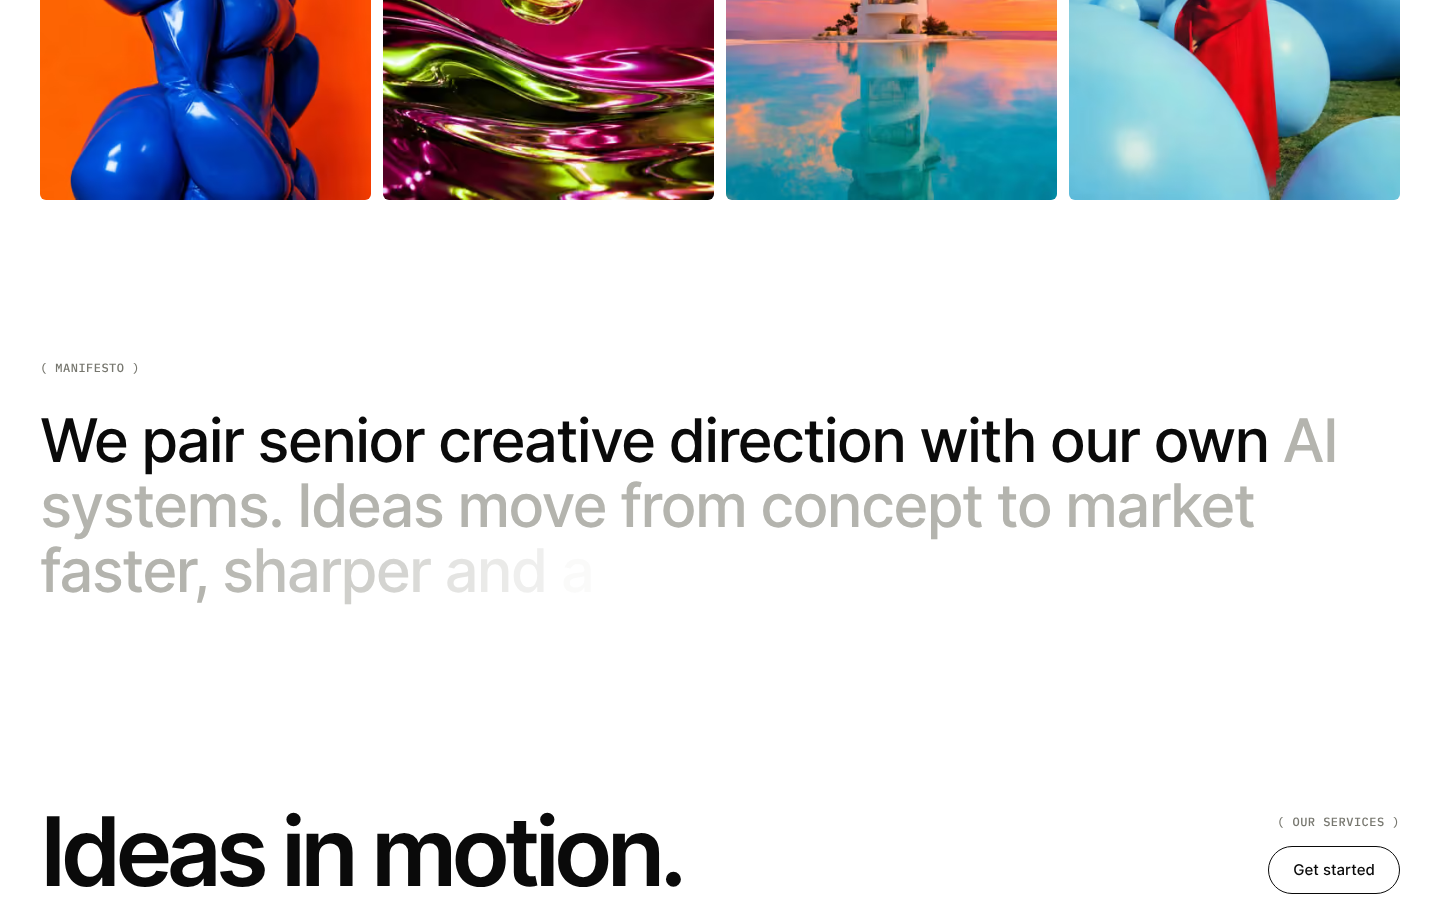 ( MANIFESTO )
We pair senior creative direction with our own AI
systems. Ideas move from concept to market
faster, sharper and a
Ideas in motion.
( OUR SERVICES )
Get started